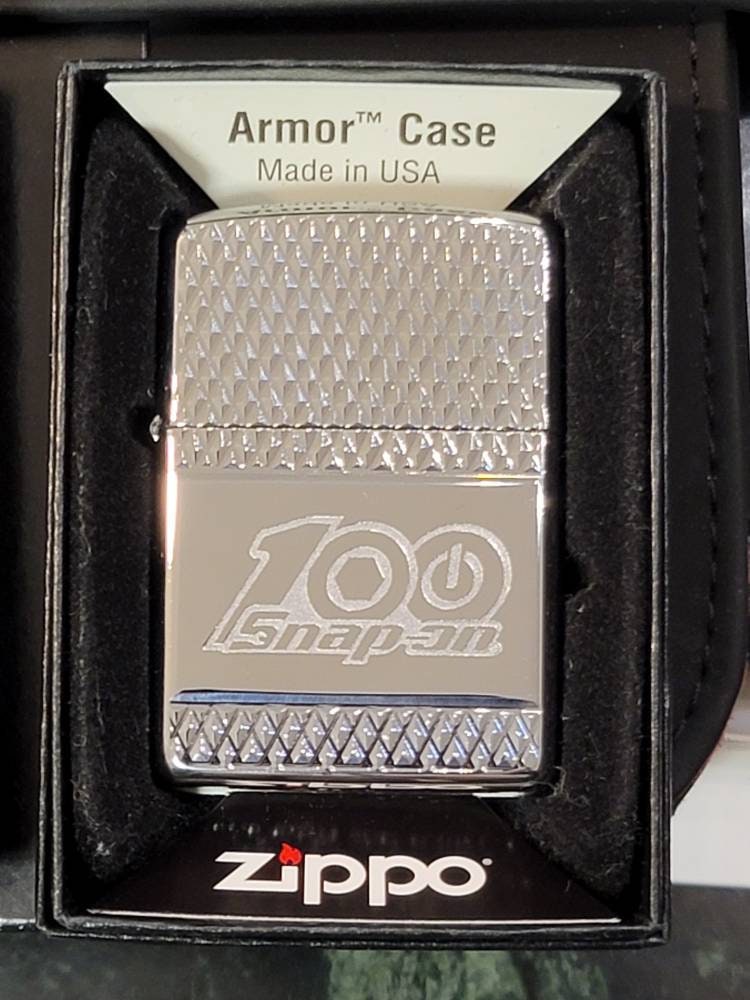 Armor™ Case
Made in USA
100
Snap-on
Zippo